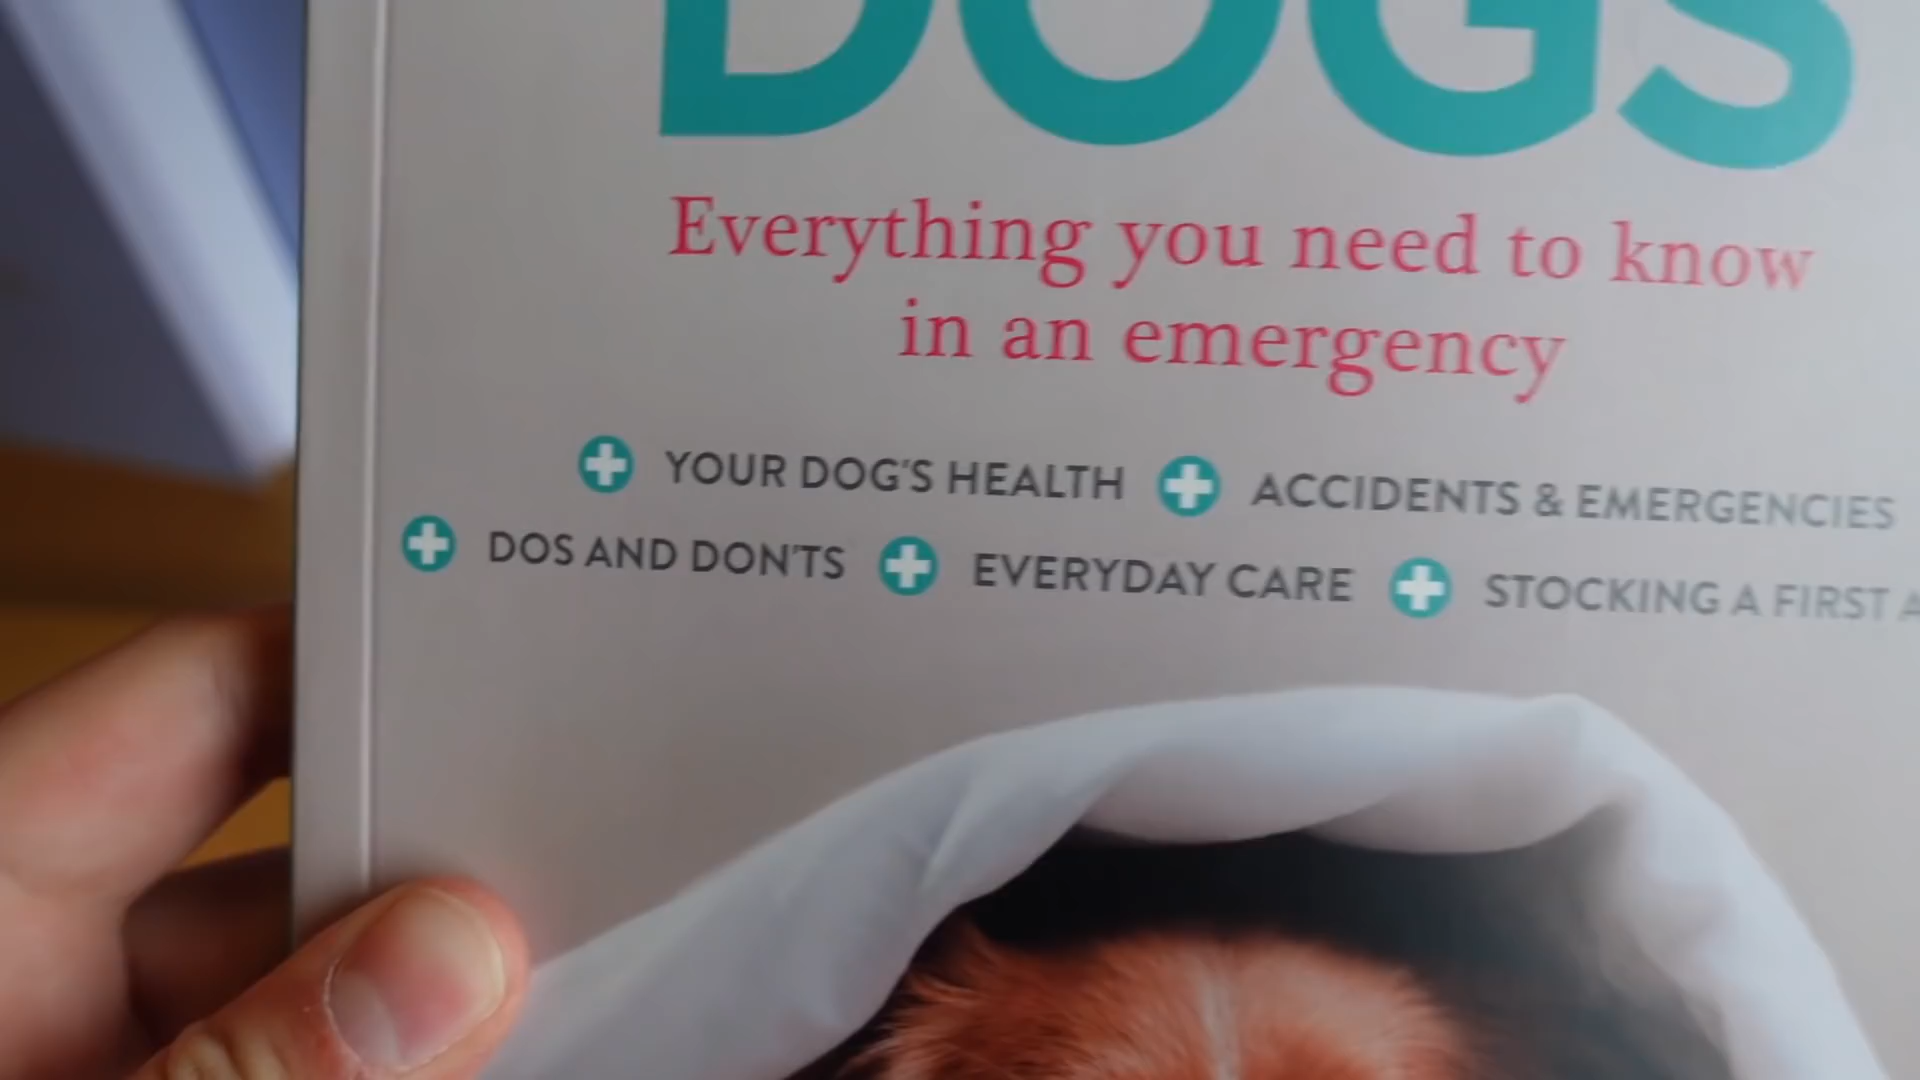 DOGS
Everything you need to know
in an emergency
YOUR DOG'S HEALTH ACCIDENTS & EMERGENCIES
DOS AND DON'TS EVERYDAY CARE STOCKING A FIRST